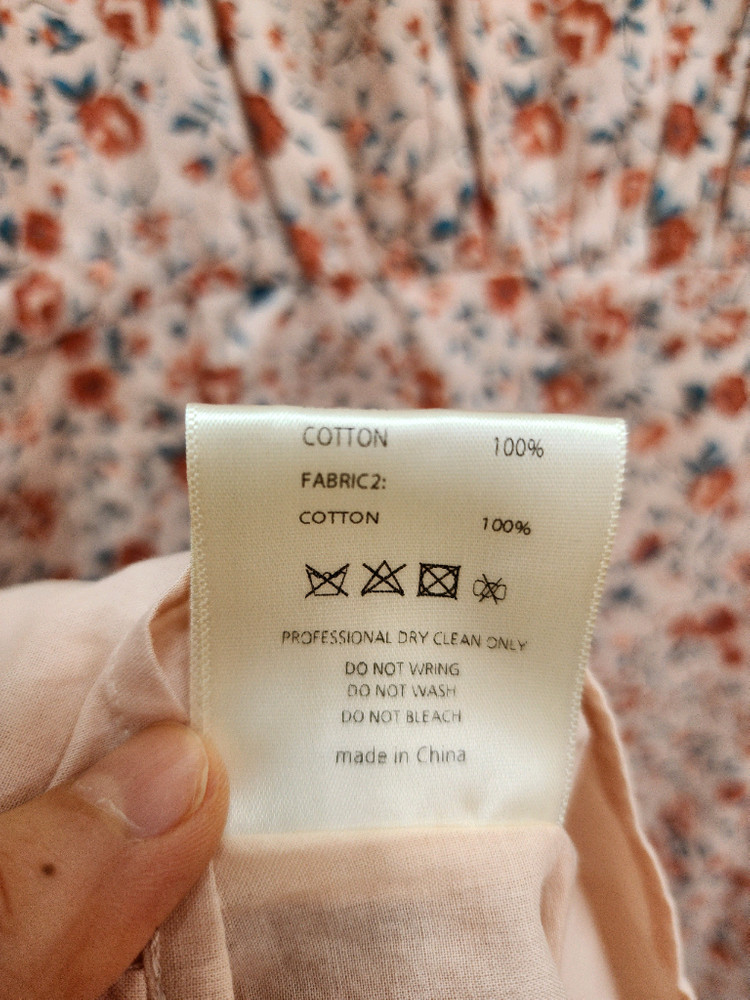 COTTON 100%
FABRIC2:
COTTON 100%
PROFESSIONAL DRY CLEAN ONLY
DO NOT WRING
DO NOT WASH
DO NOT BLEACH
made in China